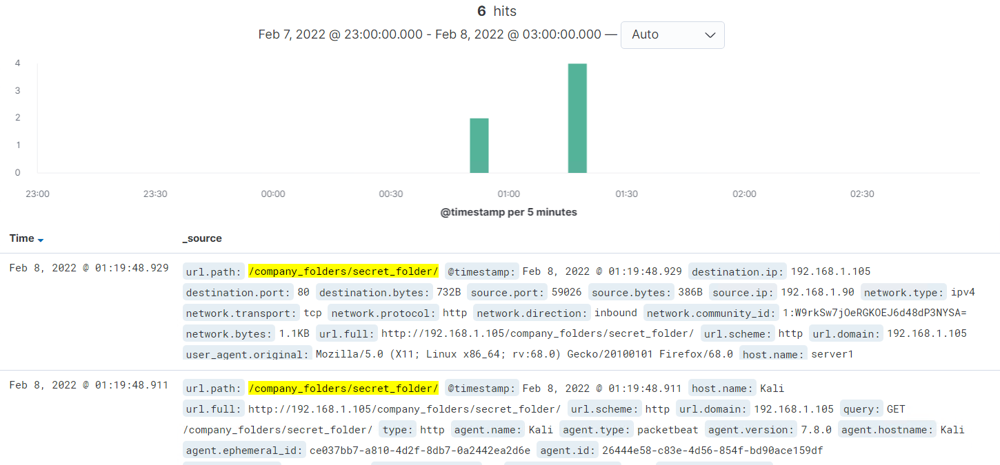 6 hits
Feb 7, 2022 @ 23:00:00.000 - Feb 8, 2022 @ 03:00:00.000 — Auto
4
3
2
1
0
23:00 23:30 00:00 00:30 01:00 01:30 02:00 02:30
@timestamp per 5 minutes
Time _source
Feb 8, 2022 @ 01:19:48.929 url.path: /company_folders/secret_folder/ @timestamp: Feb 8, 2022 @ 01:19:48.929 destination.ip: 192.168.1.105
destination.port: 80 destination.bytes: 732B source.port: 59026 source.bytes: 386B source.ip: 192.168.1.90 network.type: ipv4
network.transport: tcp network.protocol: http network.direction: inbound network.community_id: 1:W9rkSw7jOeRGKOEJ6d48dP3NYSA=
network.bytes: 1.1KB url.full: http://192.168.1.105/company_folders/secret_folder/ url.scheme: http url.domain: 192.168.1.105
user_agent.original: Mozilla/5.0 (X11; Linux x86_64; rv:68.0) Gecko/20100101 Firefox/68.0 host.name: server1
Feb 8, 2022 @ 01:19:48.911 url.path: /company_folders/secret_folder/ @timestamp: Feb 8, 2022 @ 01:19:48.911 host.name: Kali
url.full: http://192.168.1.105/company_folders/secret_folder/ url.scheme: http url.domain: 192.168.1.105 query: GET
/company_folders/secret_folder/ type: http agent.name: Kali agent.type: packetbeat agent.version: 7.8.0 agent.hostname: Kali
agent.ephemeral_id: ce037bb7-a810-4d2f-8db7-0a2442ea2d6e agent.id: 26444e58-c83e-4d56-854f-bd90ace159df